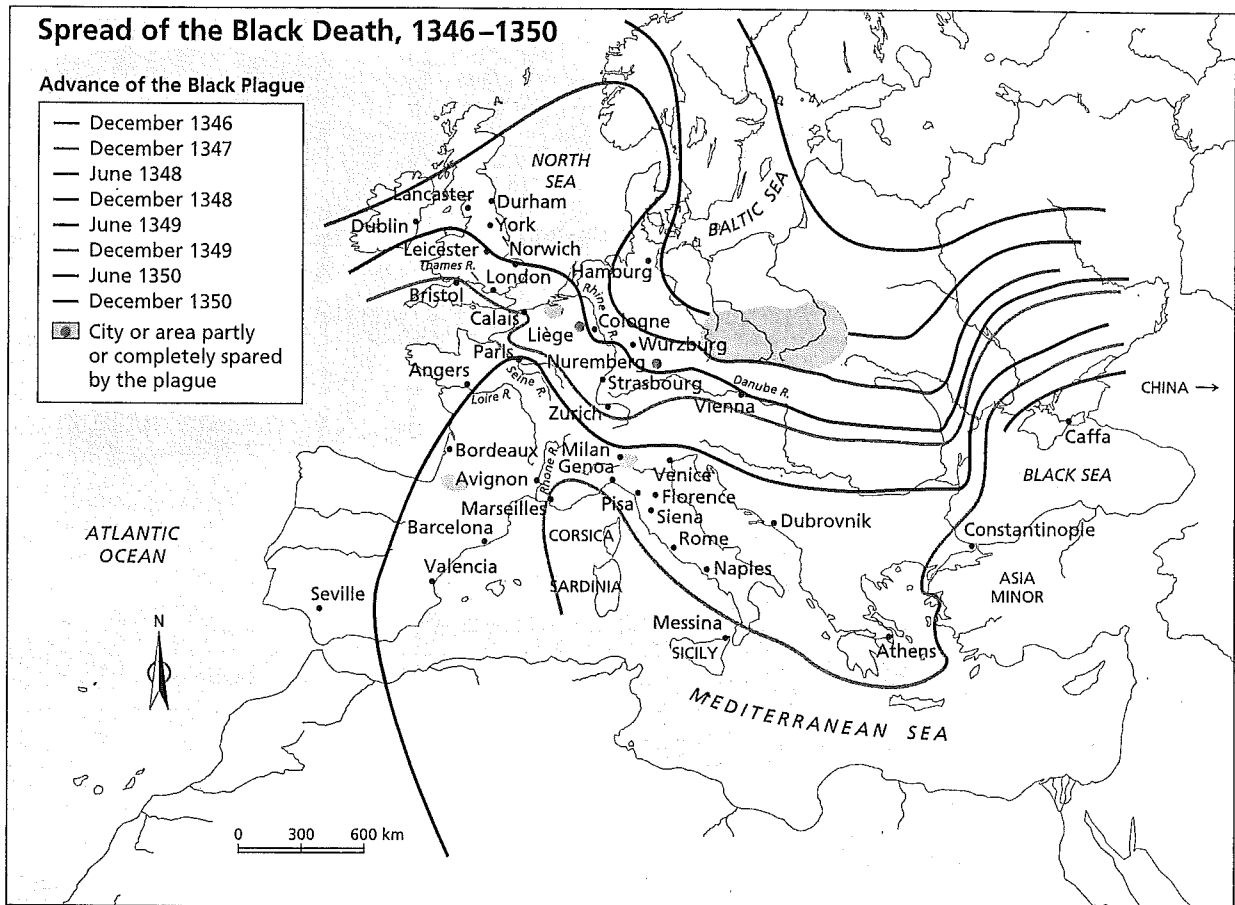 Spread of the Black Death, 1346–1350
Advance of the Black Plague
December 1346
December 1347
June 1348
December 1348
June 1349
December 1349
June 1350
December 1350
City or area partly
or completely spared
by the plague
NORTH
SEA
BALTIC SEA
Lancaster
Durham
Dublin
York
Leicester
Norwich
Thames R.
London
Bristol
Hamburg
Rhine R.
Calais
Liège
Cologne
Würzburg
Paris
Nuremberg
Angers
Seine R.
Strasbourg
Danube R.
Loire R.
Zurich
Vienna
CHINA →
Caffa
Bordeaux
Milan
Genoa
Venice
BLACK SEA
Avignon
Rhone R.
Florence
Marseilles
Pisa
Siena
Dubrovnik
Constantinople
ATLANTIC
OCEAN
Barcelona
CORSICA
Rome
Valencia
SARDINIA
Naples
ASIA
MINOR
Seville
N
Messina
SICILY
Athens
MEDITERRANEAN SEA
0 300 600 km